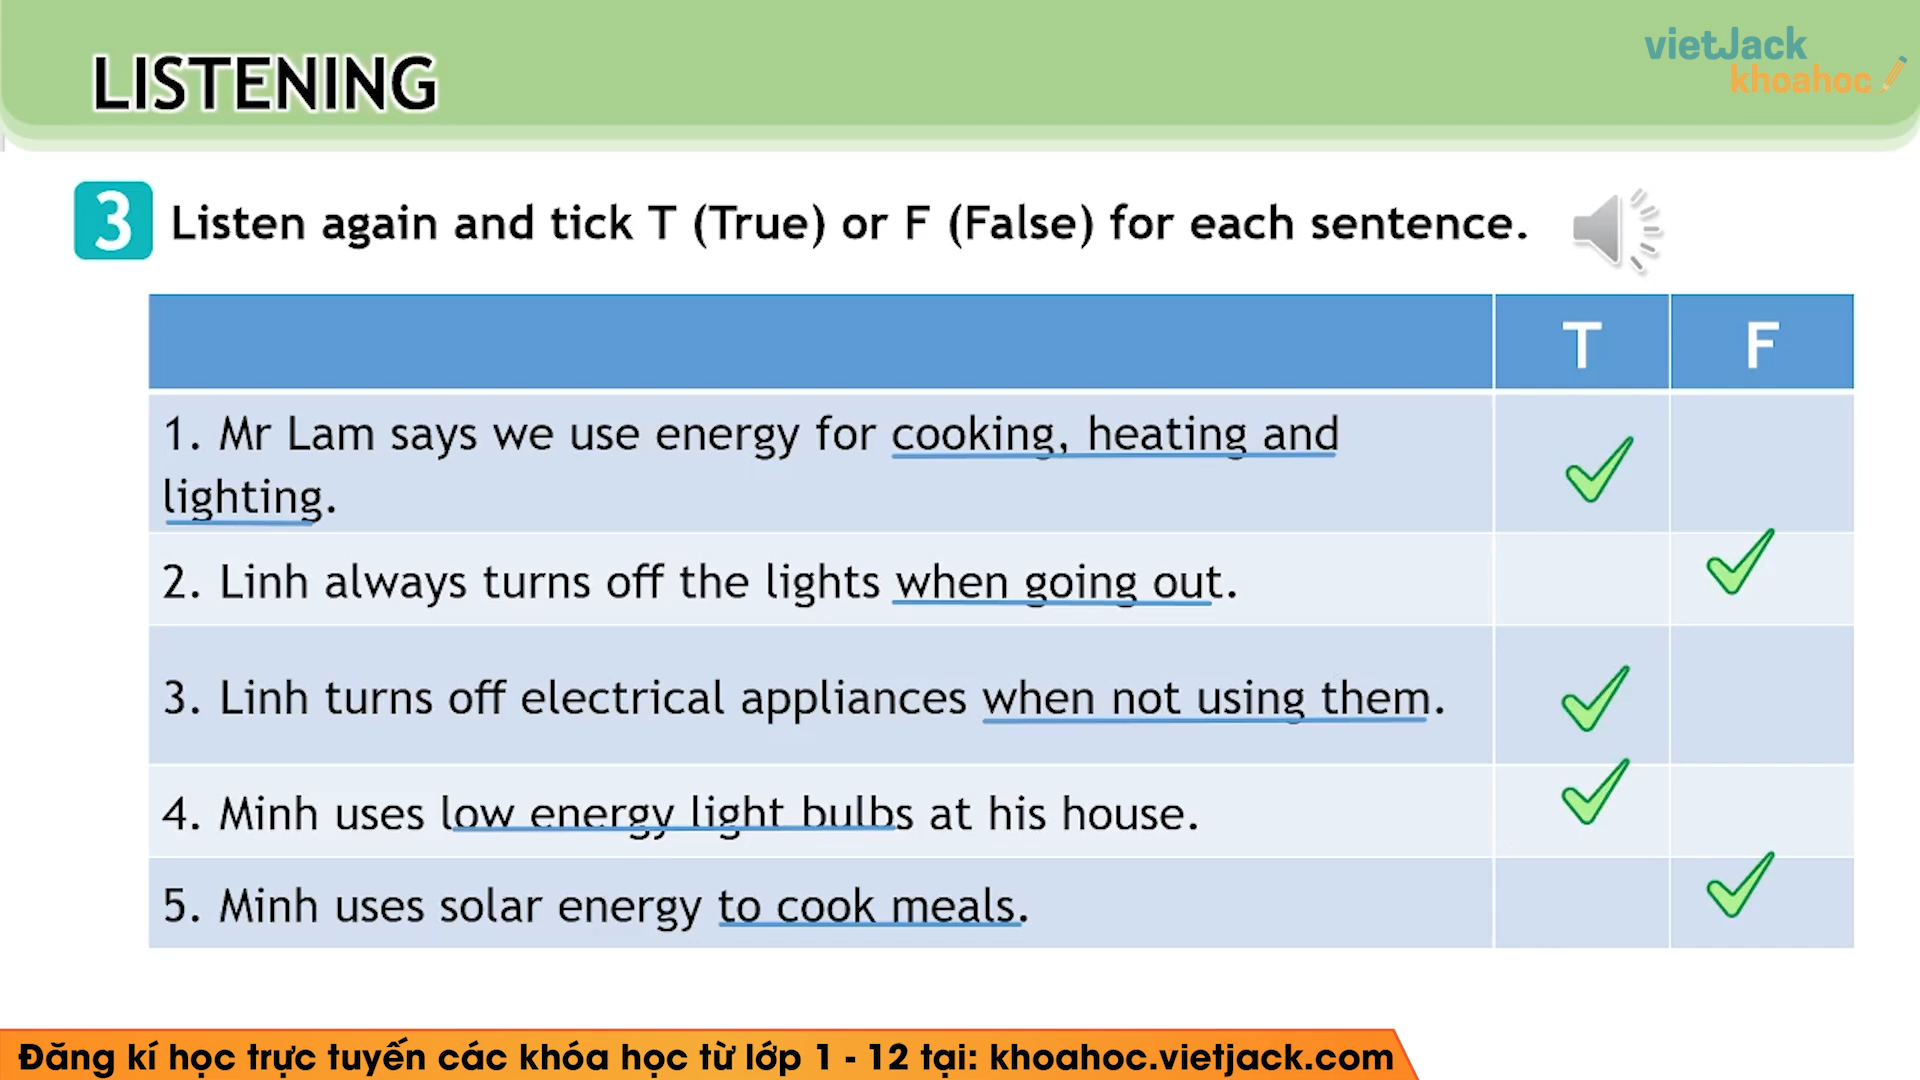 LISTENING
vietJack
khoahoc
3 Listen again and tick T (True) or F (False) for each sentence.
T F
1. Mr Lam says we use energy for cooking, heating and
lighting.
2. Linh always turns off the lights when going out.
3. Linh turns off electrical appliances when not using them.
4. Minh uses low energy light bulbs at his house.
5. Minh uses solar energy to cook meals.
Đăng kí học trực tuyến các khóa học từ lớp 1 - 12 tại: khoahoc.vietjack.com